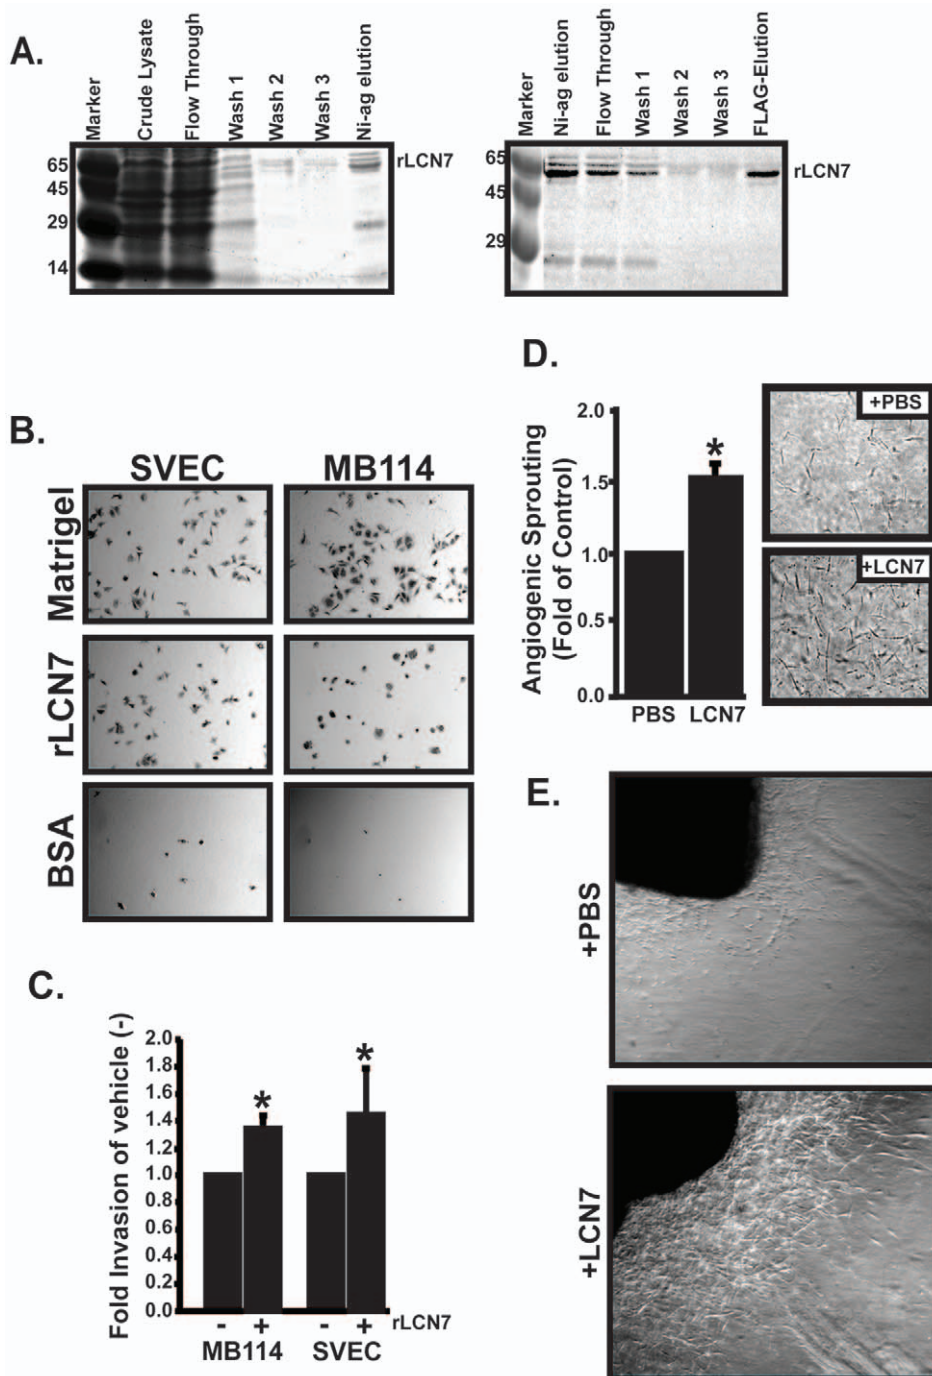 A.
Marker
Crude Lysate
Flow Through
Wash 1
Wash 2
Wash 3
Ni-ag elution
65
45
29
14
rLCN7
Marker
Ni-ag elution
Flow Through
Wash 1
Wash 2
Wash 3
FLAG-Elution
65
45
29
rLCN7
B.
SVEC
MB114
Matrigel
rLCN7
BSA
C.
Fold Invasion of vehicle (-)
2.0
1.8
1.6
1.4
1.2
1.0
0.8
0.6
0.4
0.2
0.0
*
*
- + - + rLCN7
MB114 SVEC
D.
Angiogenic Sprouting
(Fold of Control)
2.0
1.5
1.0
0.5
0.0
*
PBS LCN7
+PBS
+LCN7
E.
+PBS
+LCN7